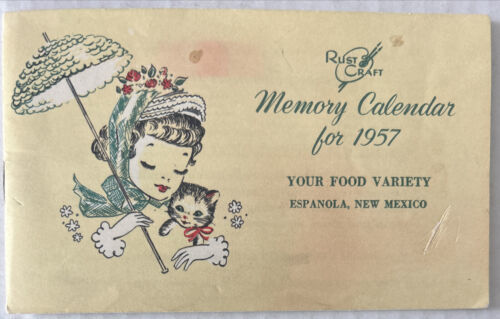 Rust
Craft
Memory Calendar
for 1957
YOUR FOOD VARIETY
ESPANOLA, NEW MEXICO